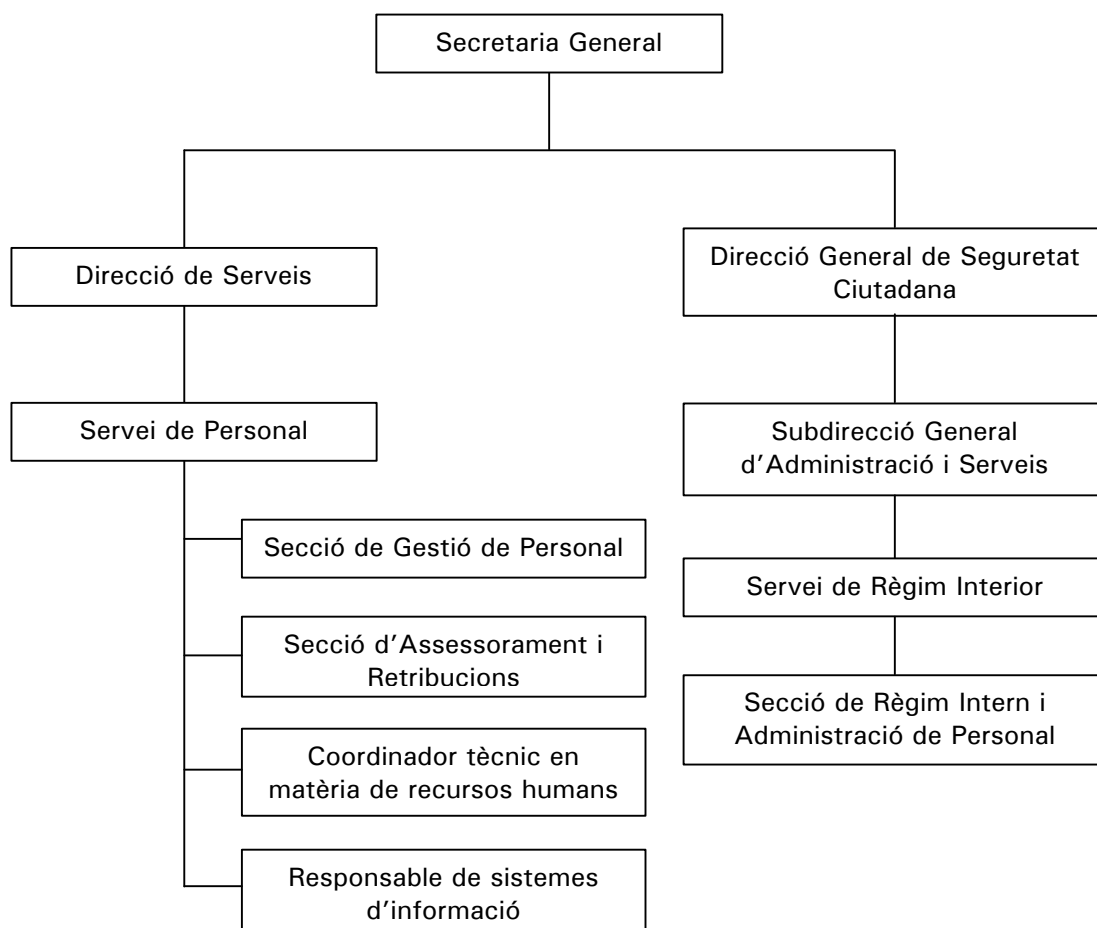 Secretaria General
Direcció de Serveis
Direcció General de Seguretat
Ciutadana
Servei de Personal
Subdirecció General
d'Administració i Serveis
Secció de Gestió de Personal
Servei de Règim Interior
Secció d'Assessorament i
Retribucions
Secció de Règim Intern i
Administració de Personal
Coordinador tècnic en
matèria de recursos humans
Responsable de sistemes
d'informació